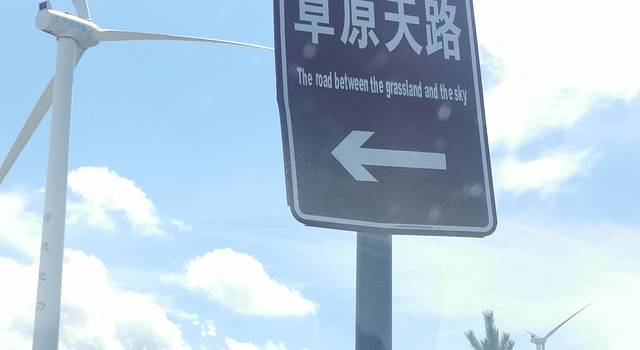 草原天路
The road between the grassland and the sky